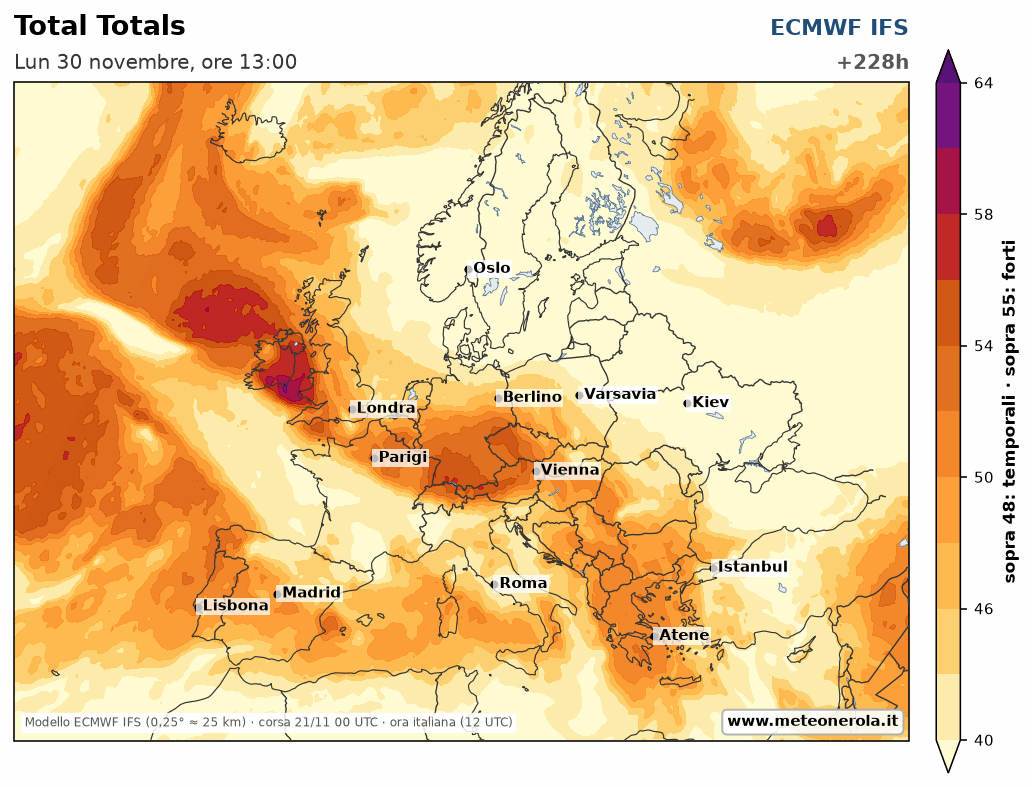 Total Totals
ECMWF IFS
Lun 30 novembre, ore 13:00
+228h
64
58
54
50
46
40
sopra 48: temporali · sopra 55: forti
Oslo
Londra
Berlino
Varsavia
Kiev
Parigi
Vienna
Istanbul
Roma
Madrid
Lisbona
Atene
Modello ECMWF IFS (0,25° ≈ 25 km) · corsa 21/11 00 UTC · ora italiana (12 UTC)
www.meteonerola.it